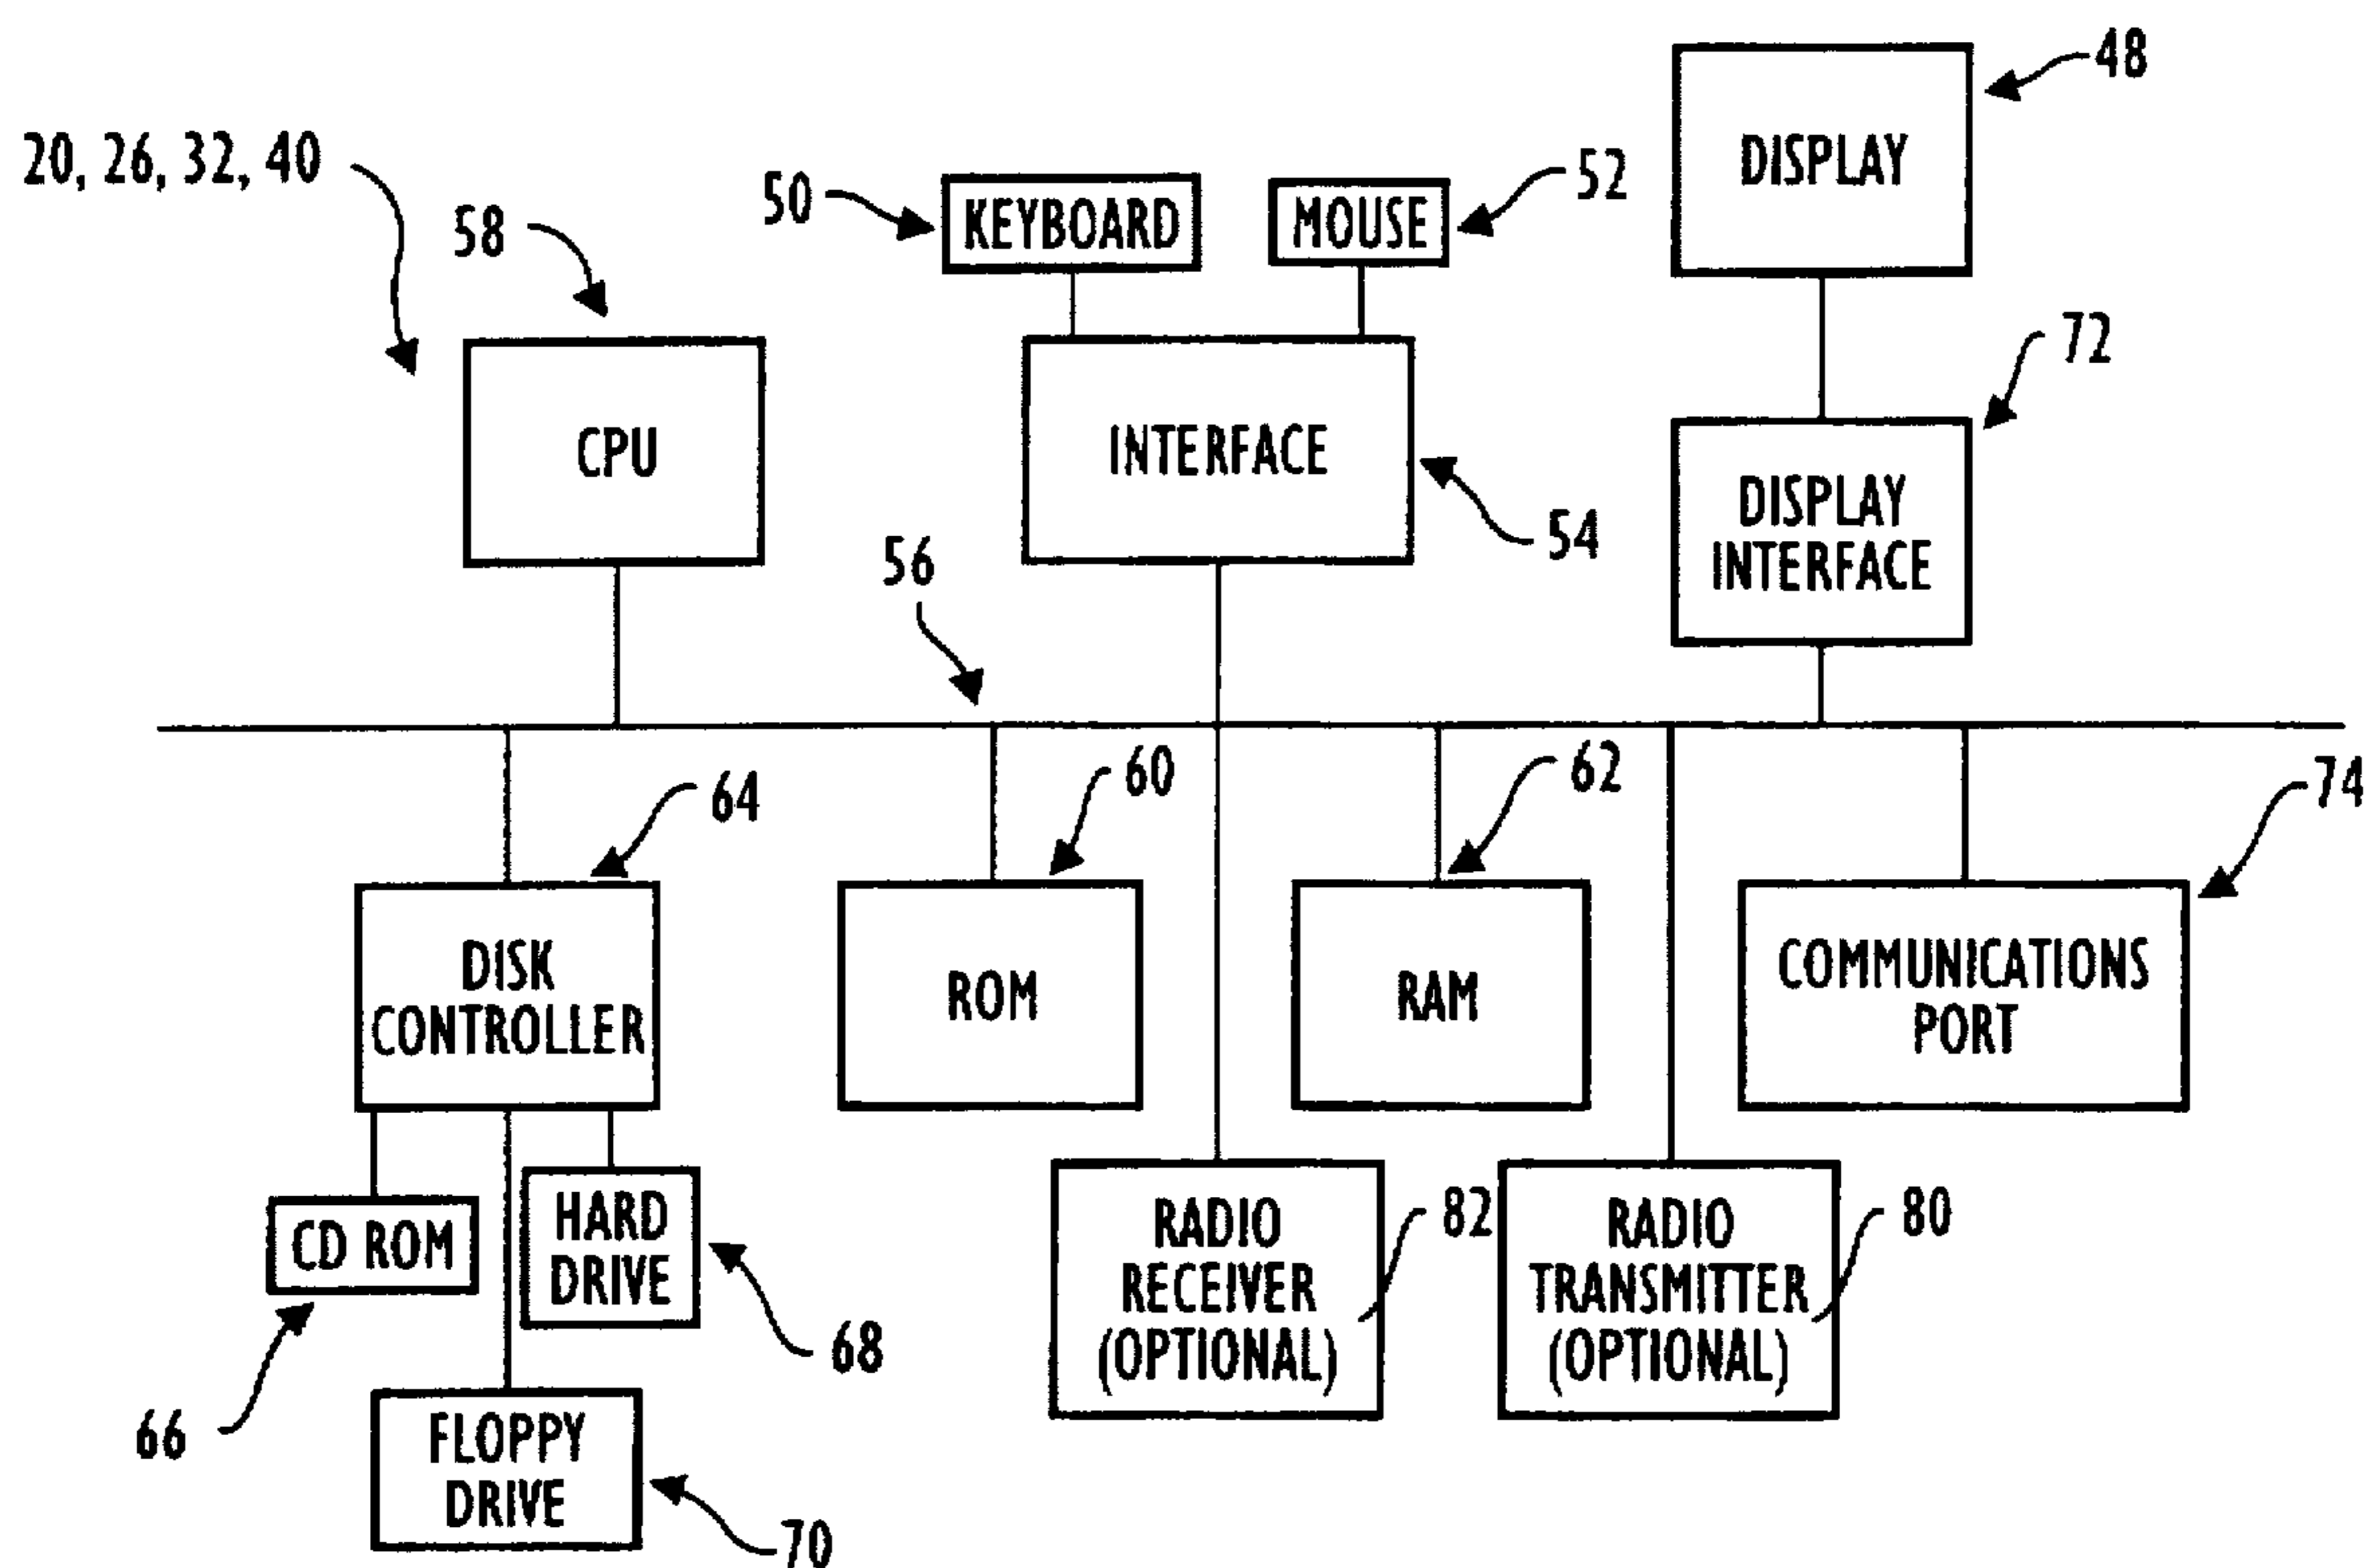 48
DISPLAY
20, 26, 32, 40
50
KEYBOARD
MOUSE
52
58
72
CPU
INTERFACE
54
DISPLAY
INTERFACE
56
64
60
62
74
DISK
CONTROLLER
ROM
RAM
COMMUNICATIONS
PORT
CD ROM
HARD
DRIVE
68
66
RADIO
RECEIVER
(OPTIONAL)
82
RADIO
TRANSMITTER
(OPTIONAL)
80
FLOPPY
DRIVE
70